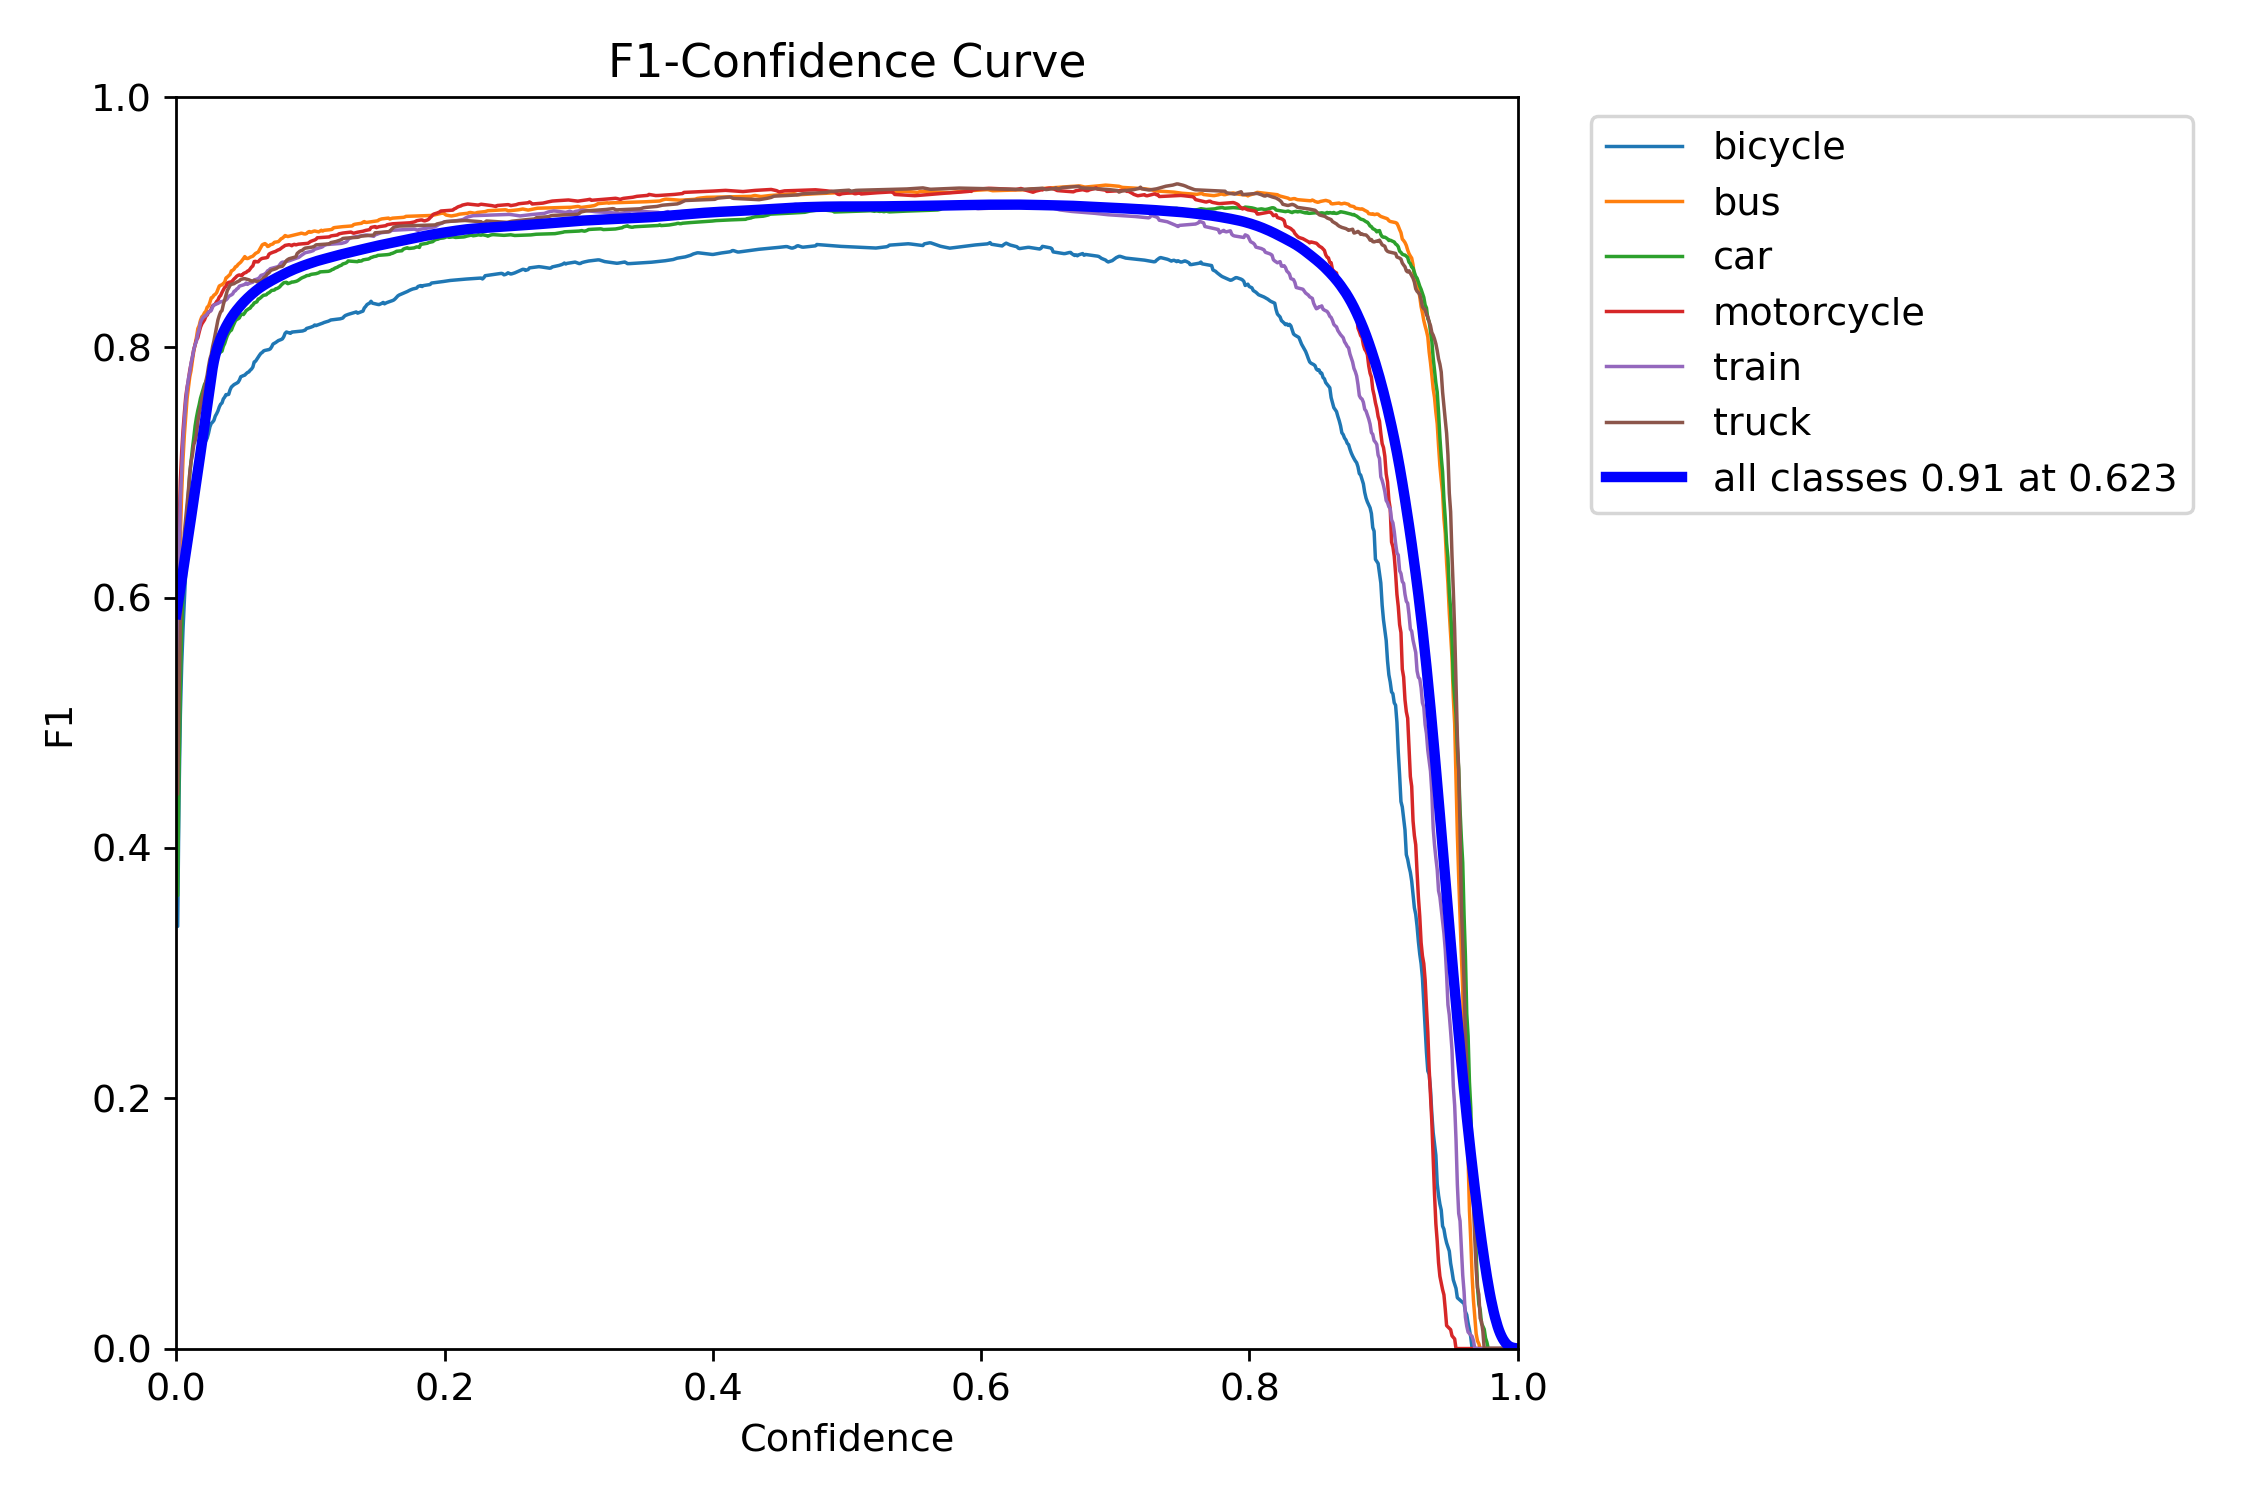 F1-Confidence Curve
1.0
0.8
0.6
0.4
0.2
0.0
F1
0.0 0.2 0.4 0.6 0.8 1.0
Confidence
bicycle
bus
car
motorcycle
train
truck
all classes 0.91 at 0.623